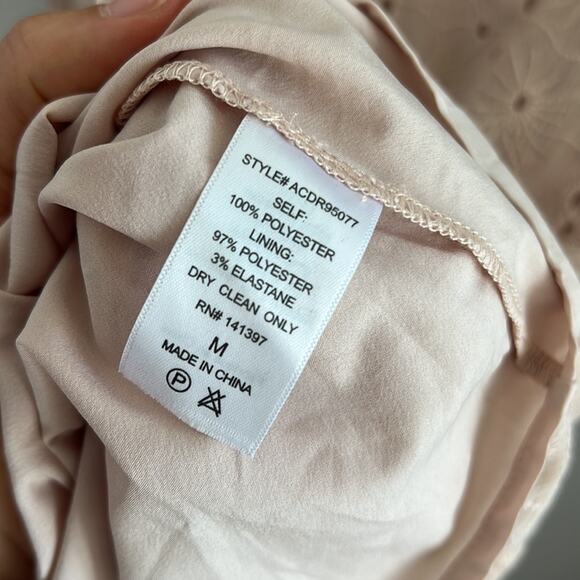 STYLE# ACDR95077
SELF:
100% POLYESTER
LINING:
97% POLYESTER
3% ELASTANE
DRY CLEAN ONLY
RN# 141397
M
MADE IN CHINA
P